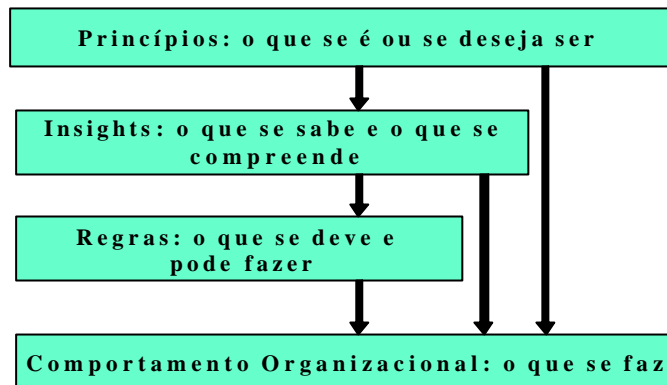 Princípios: o que se é ou se deseja ser
Insights: o que se sabe e o que se
compreende
Regras: o que se deve e
pode fazer
Comportamento Organizacional: o que se faz